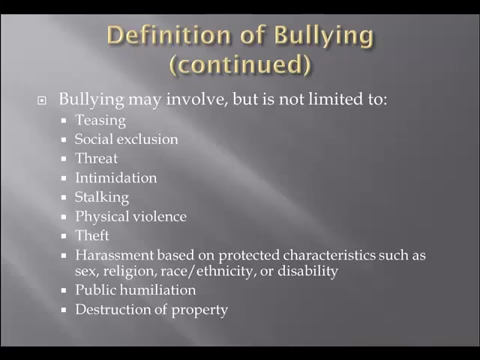 Definition of Bullying
(continued)
Bullying may involve, but is not limited to:
Teasing
Social exclusion
Threat
Intimidation
Stalking
Physical violence
Theft
Harassment based on protected characteristics such as
sex, religion, race/ethnicity, or disability
Public humiliation
Destruction of property